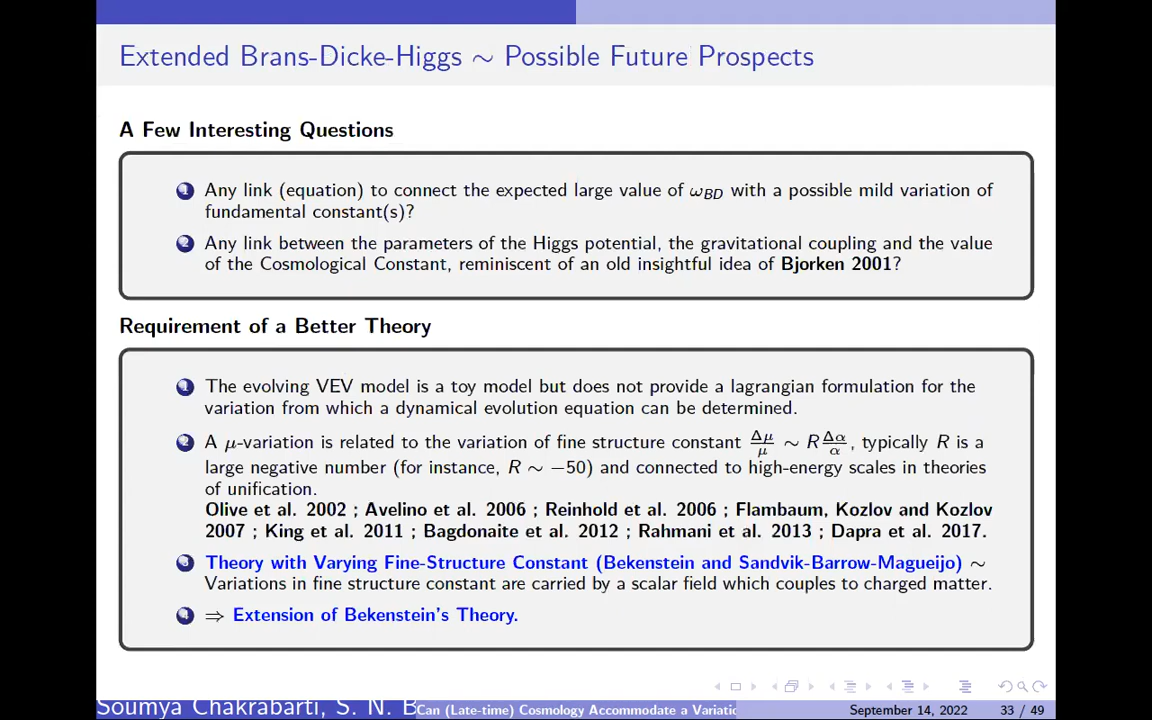 Extended Brans-Dicke-Higgs ∼ Possible Future Prospects
A Few Interesting Questions
1 Any link (equation) to connect the expected large value of ω_BD with a possible mild variation of
fundamental constant(s)?
2 Any link between the parameters of the Higgs potential, the gravitational coupling and the value
of the Cosmological Constant, reminiscent of an old insightful idea of Bjorken 2001?
Requirement of a Better Theory
1 The evolving VEV model is a toy model but does not provide a lagrangian formulation for the
variation from which a dynamical evolution equation can be determined.
2 A μ-variation is related to the variation of fine structure constant Δμ/μ ∼ R Δα/α, typically R is a
large negative number (for instance, R ∼ −50) and connected to high-energy scales in theories
of unification.
Olive et al. 2002 ; Avelino et al. 2006 ; Reinhold et al. 2006 ; Flambaum, Kozlov and Kozlov
2007 ; King et al. 2011 ; Bagdonaite et al. 2012 ; Rahmani et al. 2013 ; Dapra et al. 2017.
3 Theory with Varying Fine-Structure Constant (Bekenstein and Sandvik-Barrow-Magueijo) ∼
Variations in fine structure constant are carried by a scalar field which couples to charged matter.
4 ⇒ Extension of Bekenstein's Theory.
Soumya Chakrabarti, S. N. B Can (Late-time) Cosmology Accommodate a Variatio September 14, 2022 33 / 49